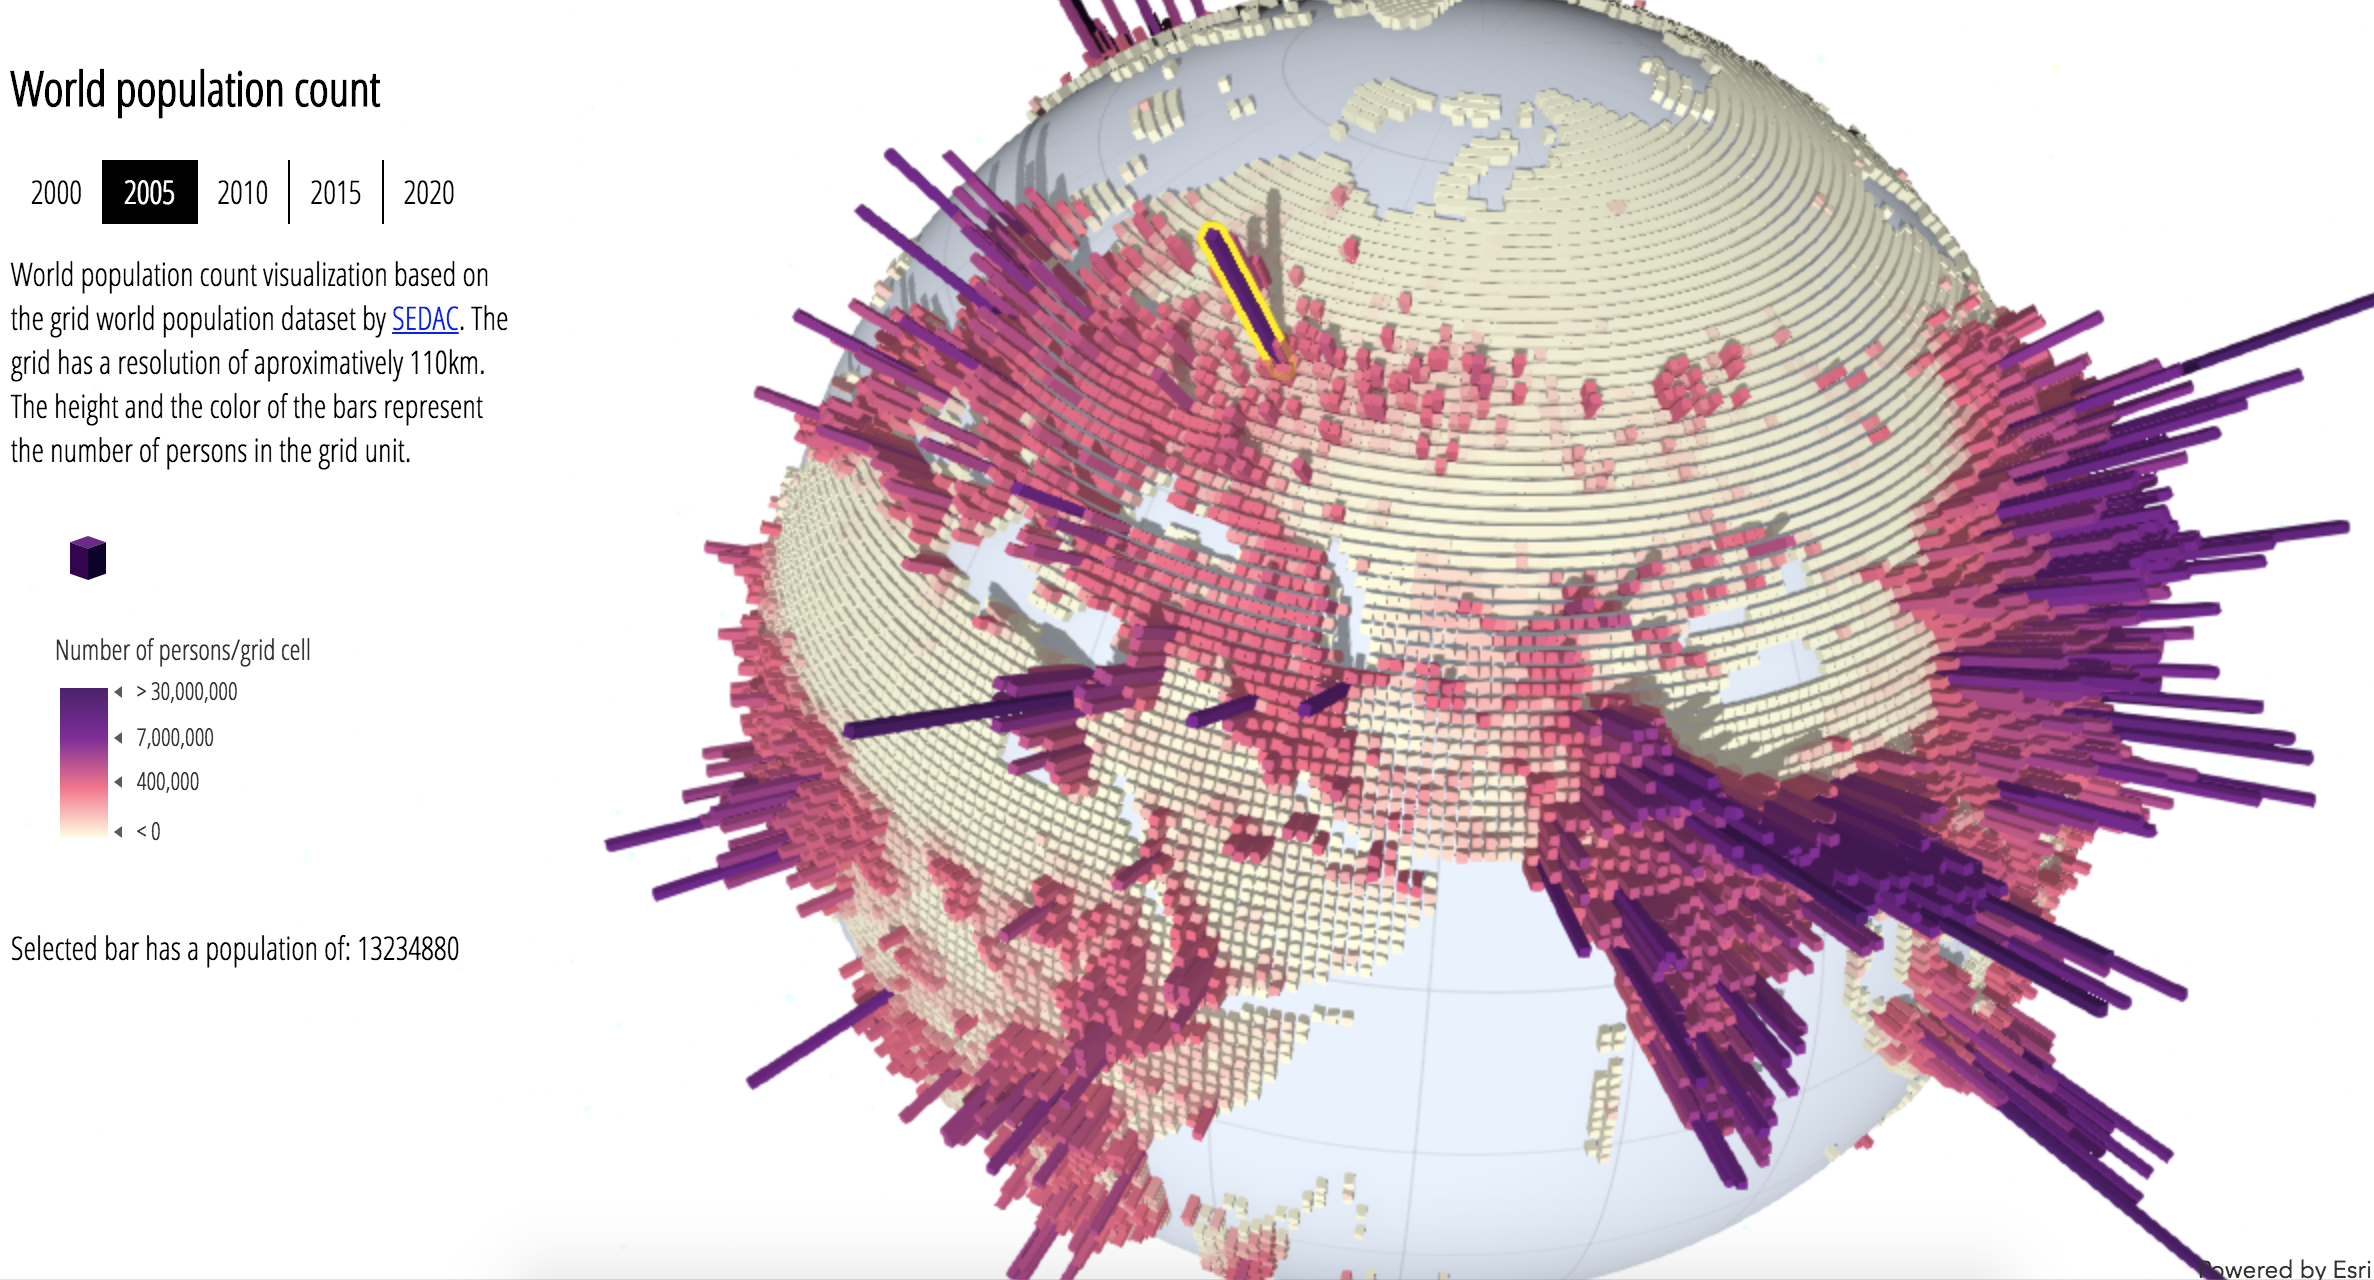 World population count
2000 2005 2010 2015 2020
World population count visualization based on
the grid world population dataset by SEDAC. The
grid has a resolution of aproximatively 110km.
The height and the color of the bars represent
the number of persons in the grid unit.
Number of persons/grid cell
> 30,000,000
7,000,000
400,000
< 0
Selected bar has a population of: 13234880
Powered by Esri